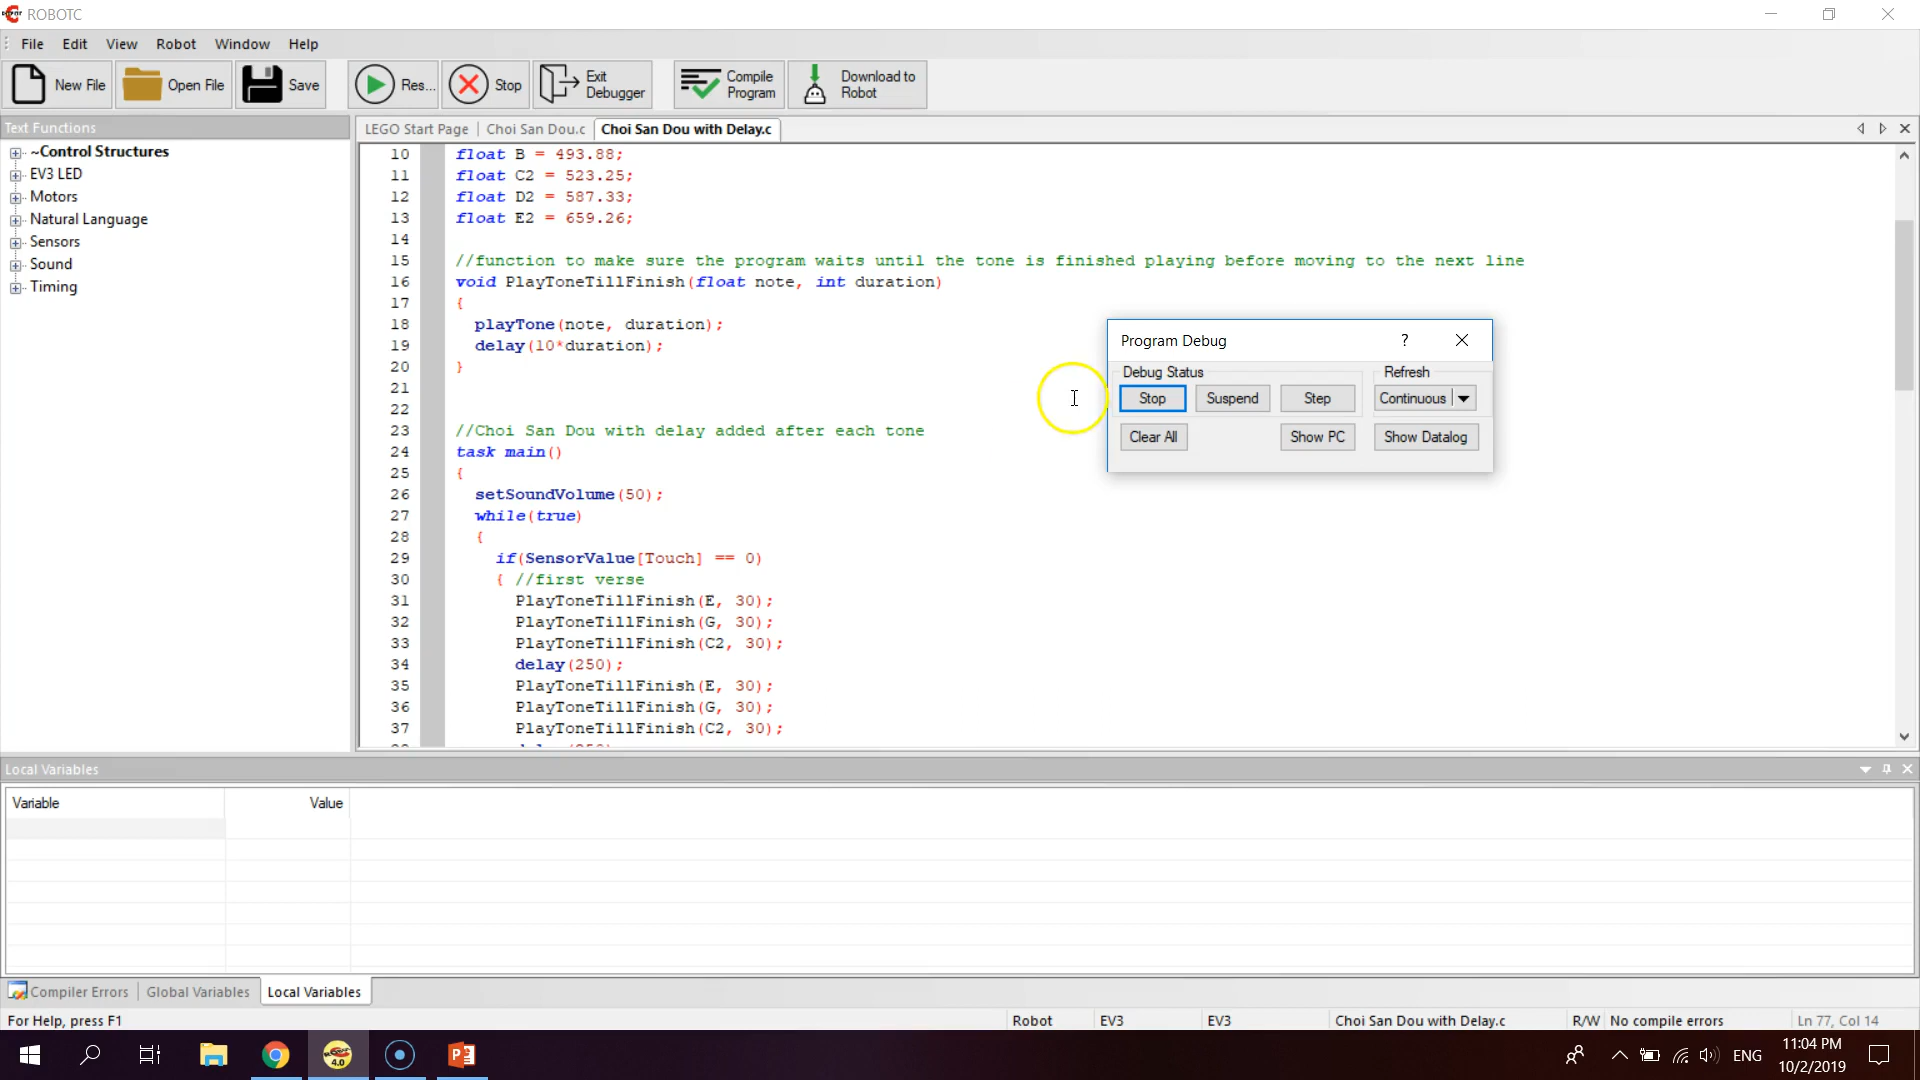 ROBOTC
File Edit View Robot Window Help
New File Open File Save Res... Stop Exit Debugger Compile Program Download to Robot
Text Functions
~Control Structures
EV3 LED
Motors
Natural Language
Sensors
Sound
Timing
LEGO Start Page Choi San Dou.c Choi San Dou with Delay.c
10 float B = 493.88;
11 float C2 = 523.25;
12 float D2 = 587.33;
13 float E2 = 659.26;
14
15 //function to make sure the program waits until the tone is finished playing before moving to the next line
16 void PlayToneTillFinish(float note, int duration)
17 {
18 playTone(note, duration);
19 delay(10*duration);
20 }
21
22
23 //Choi San Dou with delay added after each tone
24 task main()
25 {
26 setSoundVolume(50);
27 while(true)
28 {
29 if(SensorValue[Touch] == 0)
30 { //first verse
31 PlayToneTillFinish(E, 30);
32 PlayToneTillFinish(G, 30);
33 PlayToneTillFinish(C2, 30);
34 delay(250);
35 PlayToneTillFinish(E, 30);
36 PlayToneTillFinish(G, 30);
37 PlayToneTillFinish(C2, 30);
Program Debug ?
Debug Status Refresh
Stop Suspend Step Continuous
Clear All Show PC Show Datalog
Local Variables
Variable Value
Compiler Errors Global Variables Local Variables
For Help, press F1 Robot EV3 EV3 Choi San Dou with Delay.c R/W No compile errors Ln 77, Col 14
4.0 ENG 11:04 PM
10/2/2019